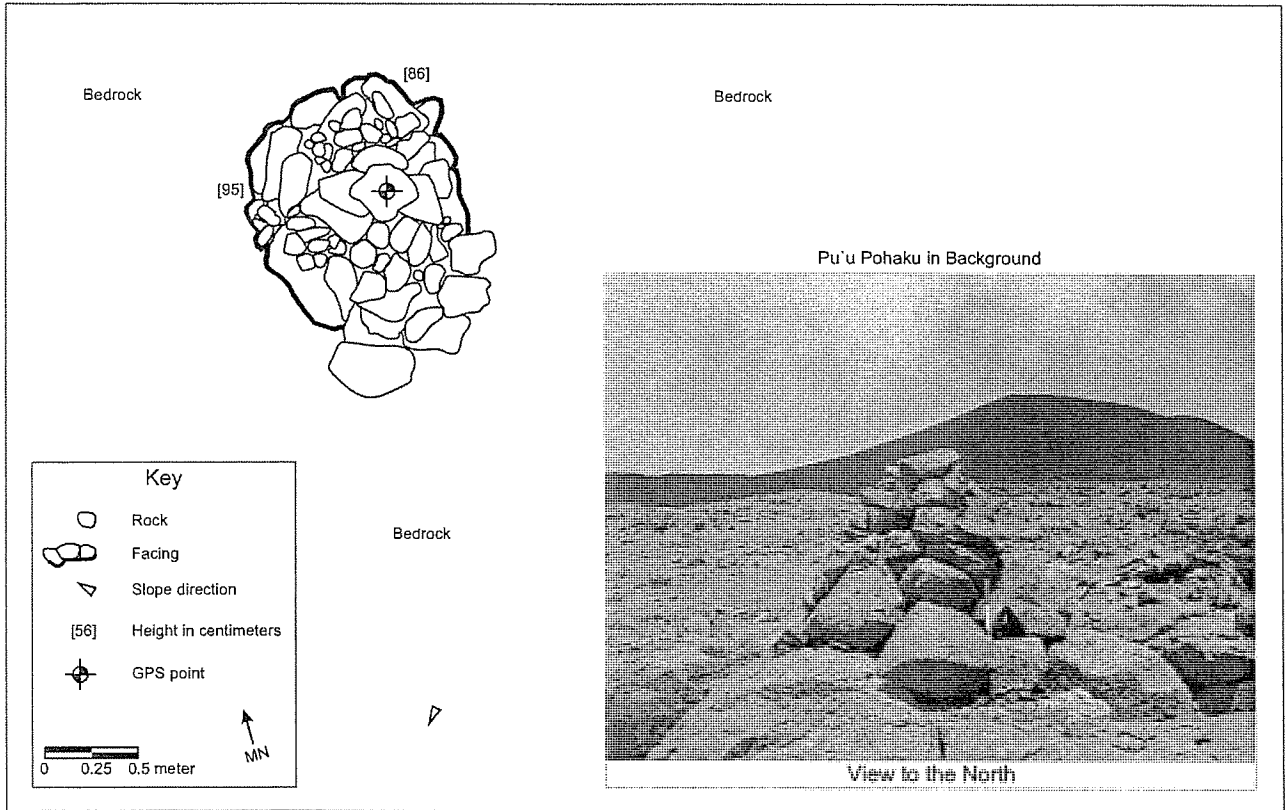 [86]
Bedrock
Bedrock
[95]
Pu`u Pohaku in Background
Key
Rock
Facing
Slope direction
[56] Height in centimeters
GPS point
MN
0 0.25 0.5 meter
Bedrock
View to the North